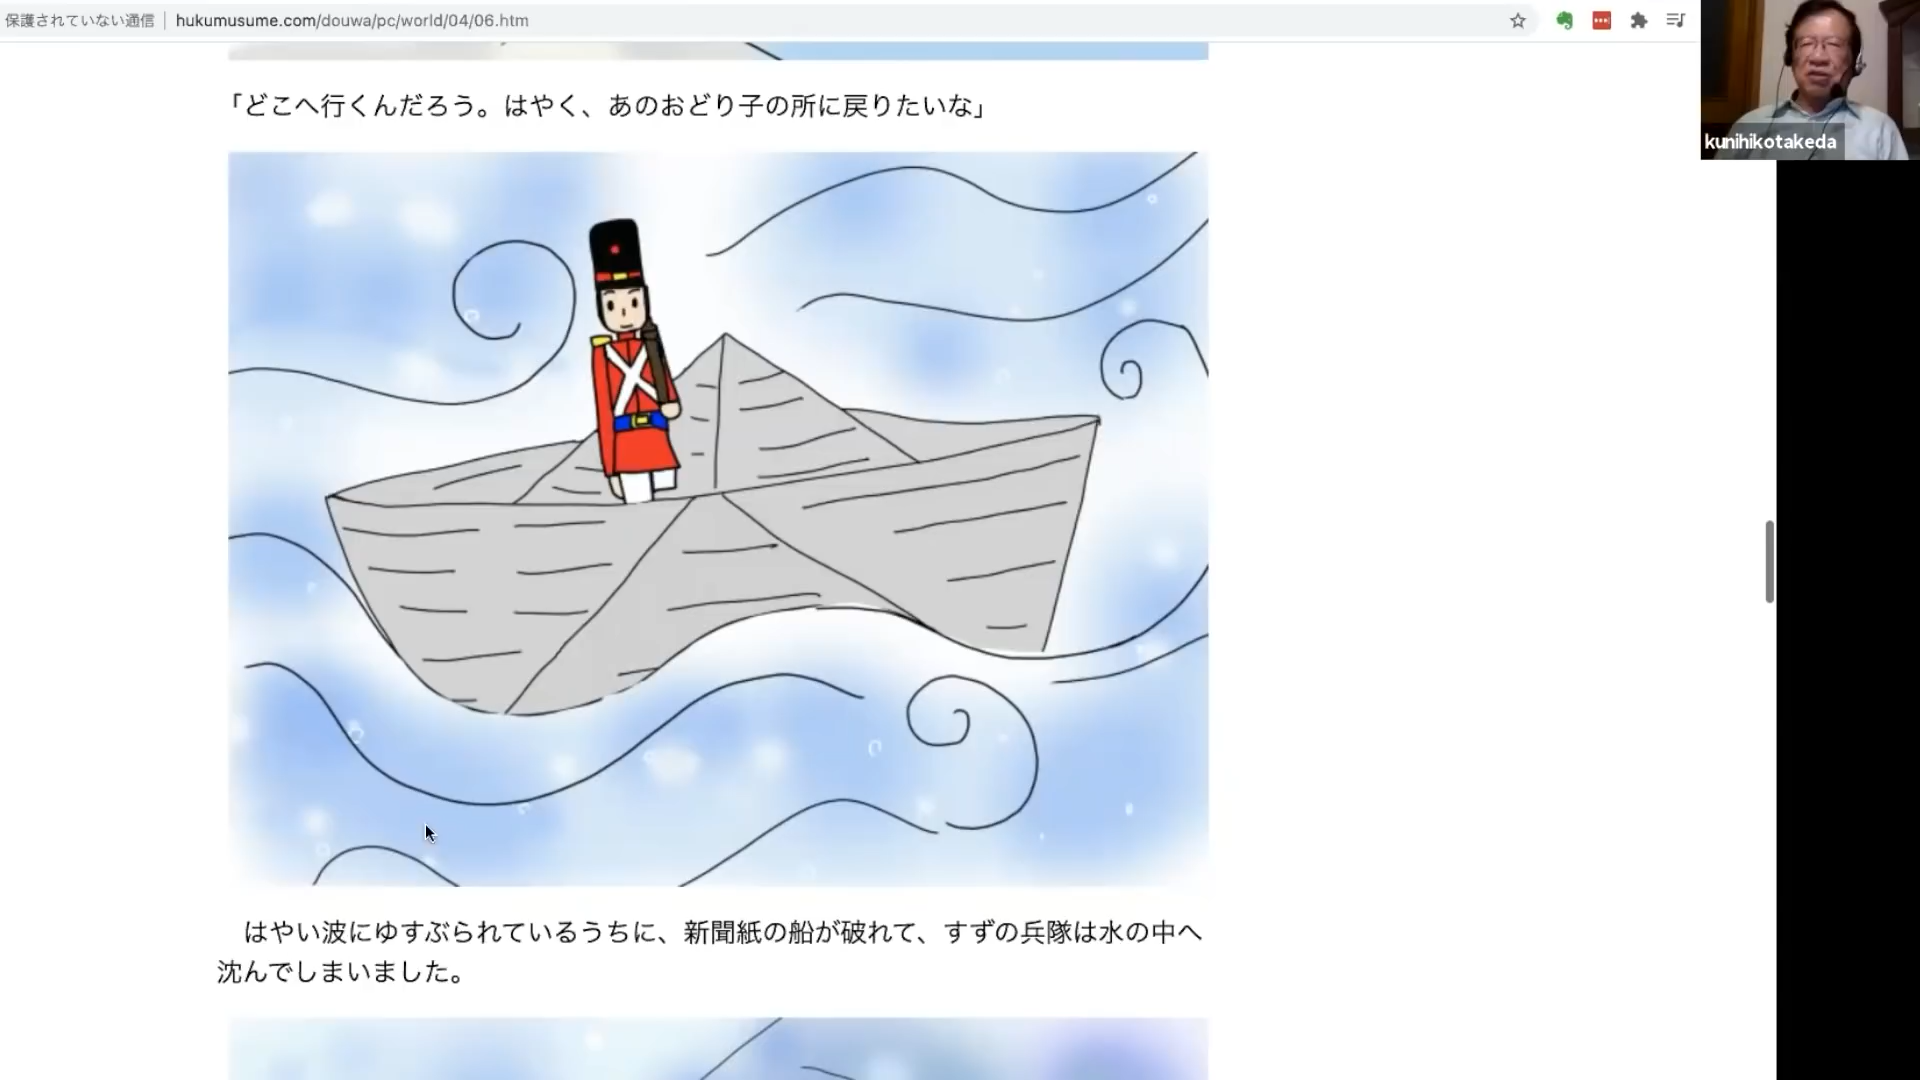 保護されていない通信 | hukumusume.com/douwa/pc/world/04/06.htm
kunihikotakeda
「どこへ行くんだろう。はやく、あのおどり子の所に戻りたいな」
はやい波にゆすぶられているうちに、新聞紙の船が破れて、すずの兵隊は水の中へ
沈んでしまいました。